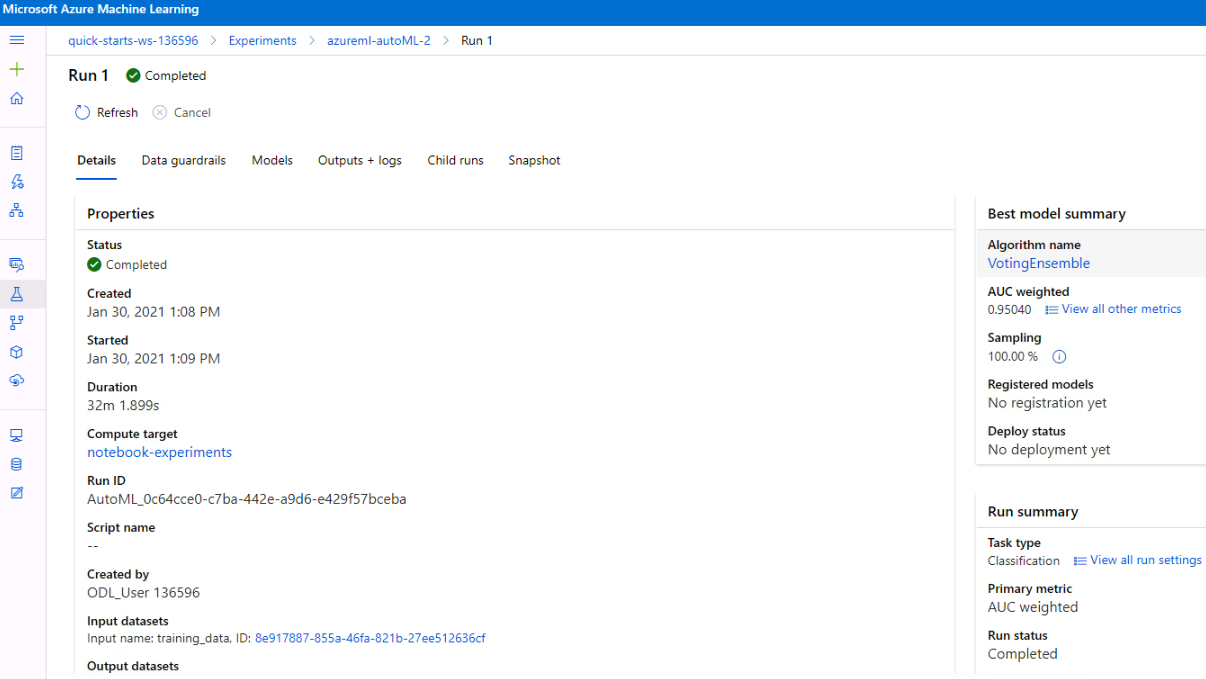 Microsoft Azure Machine Learning
quick-starts-ws-136596 > Experiments > azureml-autoML-2 > Run 1
Run 1 Completed
Refresh Cancel
Details Data guardrails Models Outputs + logs Child runs Snapshot
Properties
Status
Completed
Created
Jan 30, 2021 1:08 PM
Started
Jan 30, 2021 1:09 PM
Duration
32m 1.899s
Compute target
notebook-experiments
Run ID
AutoML_0c64cce0-c7ba-442e-a9d6-e429f57bceba
Script name
--
Created by
ODL_User 136596
Input datasets
Input name: training_data, ID: 8e917887-855a-46fa-821b-27ee512636cf
Output datasets
Best model summary
Algorithm name
VotingEnsemble
AUC weighted
0.95040 View all other metrics
Sampling
100.00 %
Registered models
No registration yet
Deploy status
No deployment yet
Run summary
Task type
Classification View all run settings
Primary metric
AUC weighted
Run status
Completed